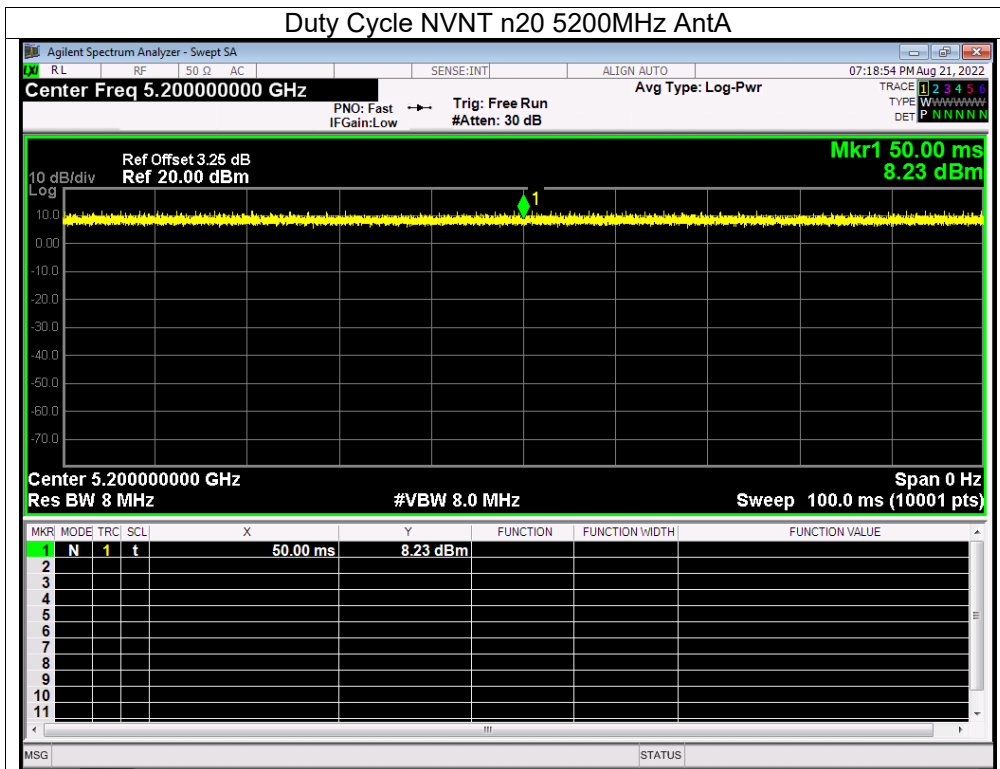 Duty Cycle NVNT n20 5200MHz AntA
Agilent Spectrum Analyzer - Swept SA
LXI RL RF 50 Ω AC SENSE:INT ALIGN AUTO 07:18:54 PM Aug 21, 2022
Center Freq 5.200000000 GHz Avg Type: Log-Pwr TRACE 1 2 3 4 5 6
PNO: Fast Trig: Free Run TYPE WWWWWW
IFGain:Low #Atten: 30 dB DET P N N N N N
Mkr1 50.00 ms
8.23 dBm
Ref Offset 3.25 dB
10 dB/div Ref 20.00 dBm
Log
1
10.0
0.00
-10.0
-20.0
-30.0
-40.0
-50.0
-60.0
-70.0
Center 5.200000000 GHz Span 0 Hz
Res BW 8 MHz #VBW 8.0 MHz Sweep 100.0 ms (10001 pts)
MKR MODE TRC SCL X Y FUNCTION FUNCTION WIDTH FUNCTION VALUE
1 N 1 t 50.00 ms 8.23 dBm
2
3
4
5
6
7
8
9
10
11
MSG STATUS